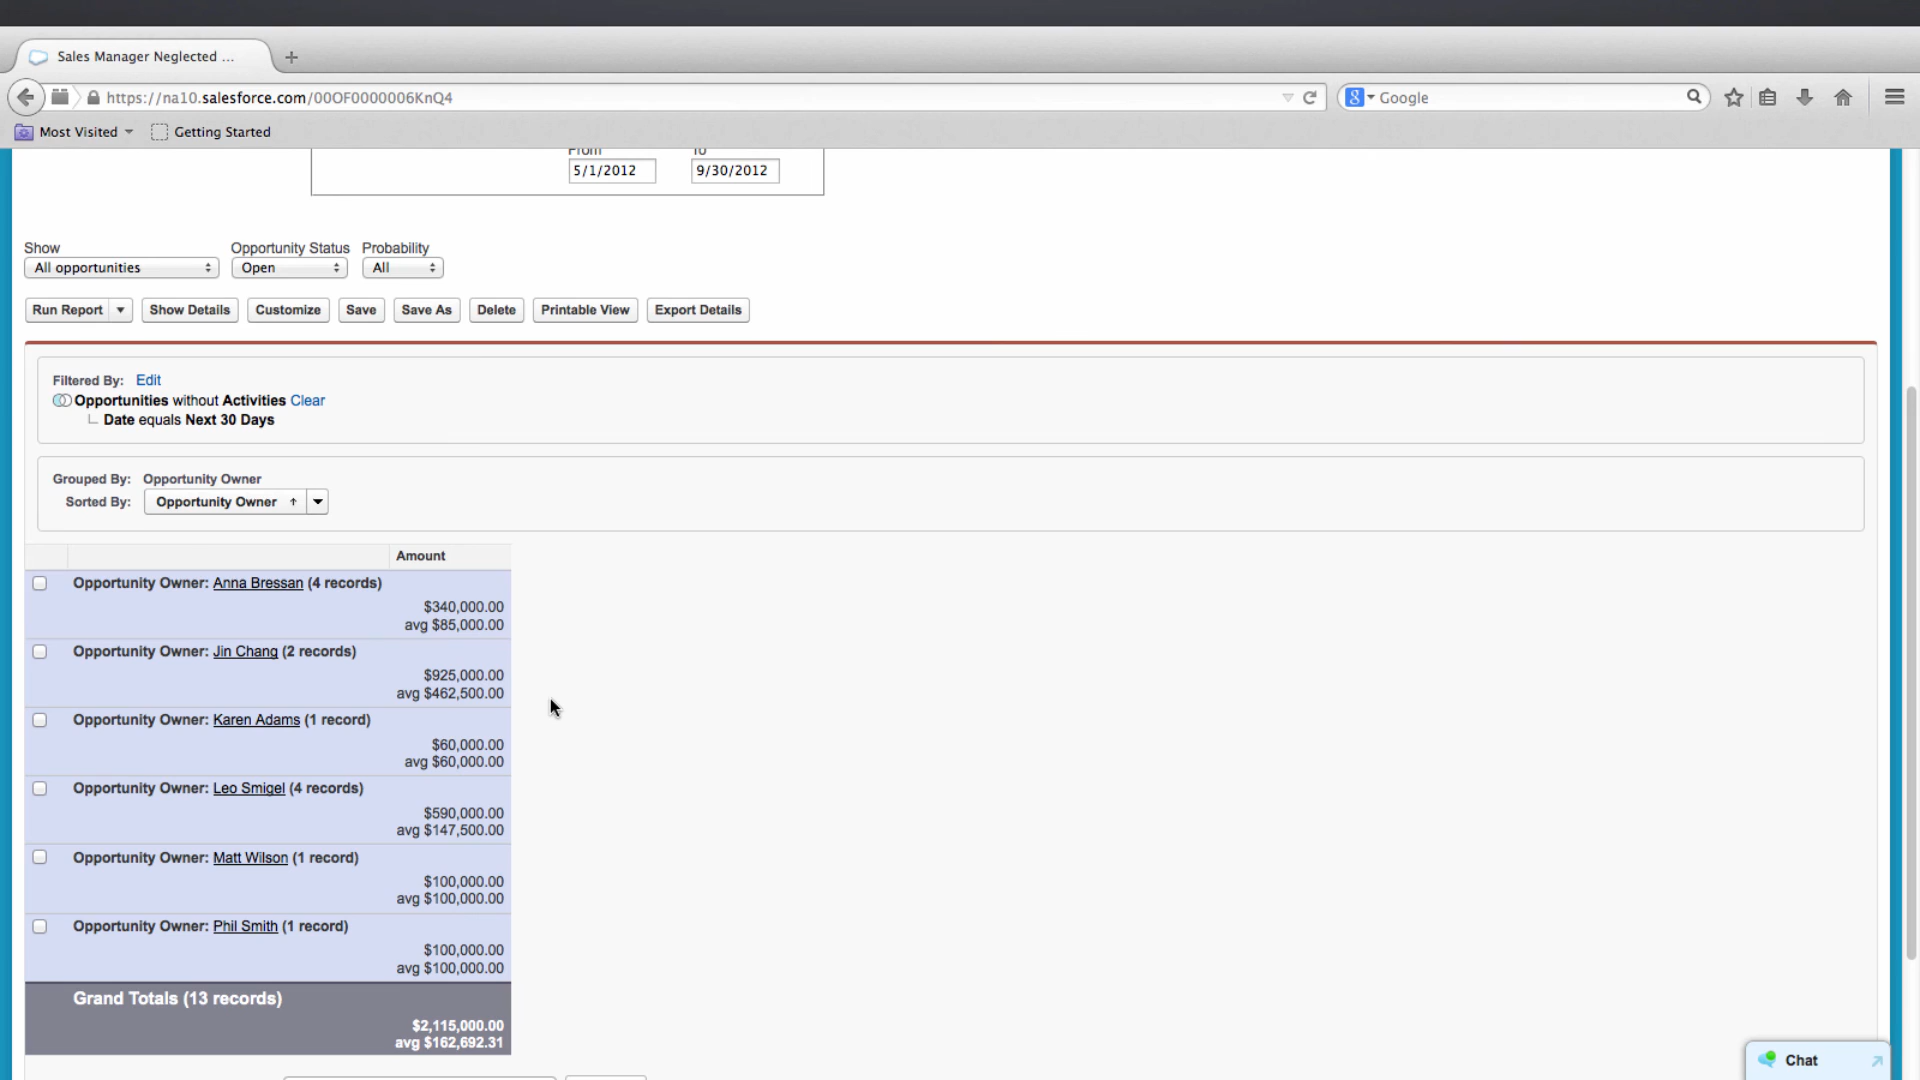 Sales Manager Neglected ...
https://na10.salesforce.com/00OF0000006KnQ4
Google
Most Visited
Getting Started
From To
5/1/2012 9/30/2012
Show Opportunity Status Probability
All opportunities Open All
Run Report Show Details Customize Save Save As Delete Printable View Export Details
Filtered By: Edit
Opportunities without Activities Clear
Date equals Next 30 Days
Grouped By: Opportunity Owner
Sorted By: Opportunity Owner ↑
Amount
Opportunity Owner: Anna Bressan (4 records)
$340,000.00
avg $85,000.00
Opportunity Owner: Jin Chang (2 records)
$925,000.00
avg $462,500.00
Opportunity Owner: Karen Adams (1 record)
$60,000.00
avg $60,000.00
Opportunity Owner: Leo Smigel (4 records)
$590,000.00
avg $147,500.00
Opportunity Owner: Matt Wilson (1 record)
$100,000.00
avg $100,000.00
Opportunity Owner: Phil Smith (1 record)
$100,000.00
avg $100,000.00
Grand Totals (13 records)
$2,115,000.00
avg $162,692.31
Chat